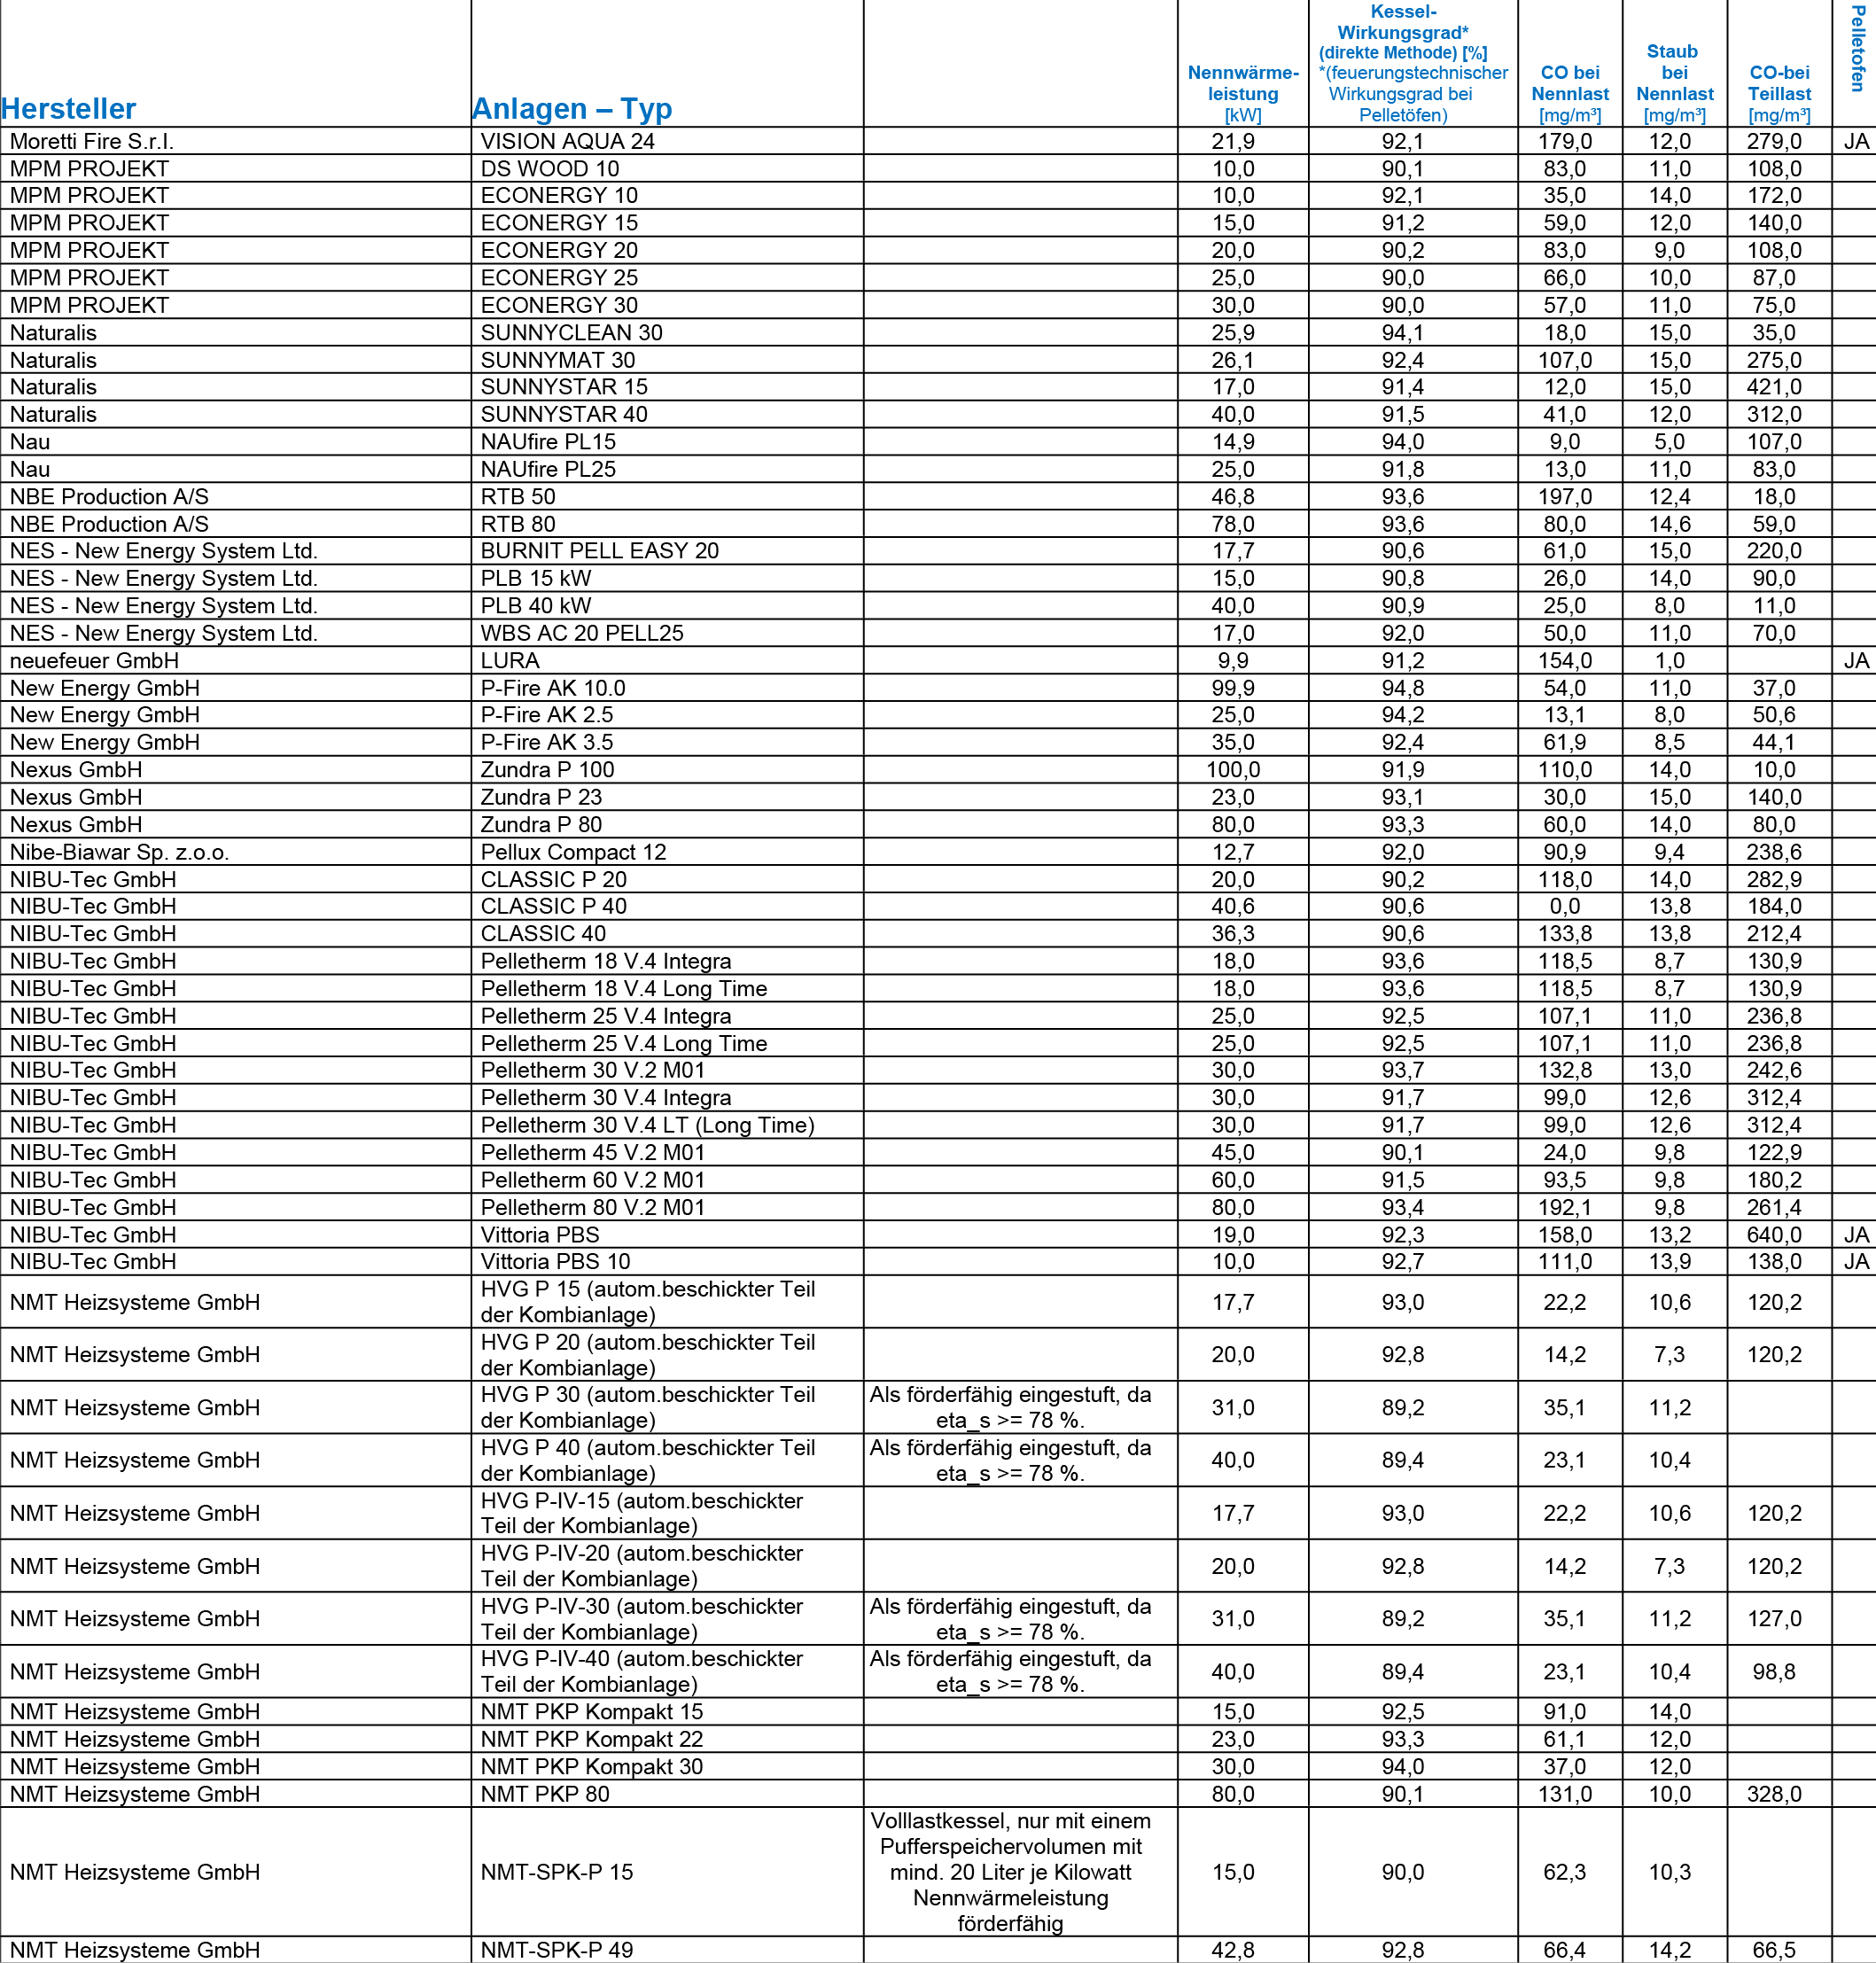 Hersteller Anlagen – Typ Nennwärme-leistung [kW] Kessel-Wirkungsgrad* (direkte Methode) [%] *(feuerungstechnischer Wirkungsgrad bei Pelletöfen) CO bei Nennlast [mg/m³] Staub bei Nennlast [mg/m³] CO-bei Teillast [mg/m³] Pelletofen
Moretti Fire S.r.l. VISION AQUA 24 21,9 92,1 179,0 12,0 279,0 JA
MPM PROJEKT DS WOOD 10 10,0 90,1 83,0 11,0 108,0
MPM PROJEKT ECONERGY 10 10,0 92,1 35,0 14,0 172,0
MPM PROJEKT ECONERGY 15 15,0 91,2 59,0 12,0 140,0
MPM PROJEKT ECONERGY 20 20,0 90,2 83,0 9,0 108,0
MPM PROJEKT ECONERGY 25 25,0 90,0 66,0 10,0 87,0
MPM PROJEKT ECONERGY 30 30,0 90,0 57,0 11,0 75,0
Naturalis SUNNYCLEAN 30 25,9 94,1 18,0 15,0 35,0
Naturalis SUNNYMAT 30 26,1 92,4 107,0 15,0 275,0
Naturalis SUNNYSTAR 15 17,0 91,4 12,0 15,0 421,0
Naturalis SUNNYSTAR 40 40,0 91,5 41,0 12,0 312,0
Nau NAUfire PL15 14,9 94,0 9,0 5,0 107,0
Nau NAUfire PL25 25,0 91,8 13,0 11,0 83,0
NBE Production A/S RTB 50 46,8 93,6 197,0 12,4 18,0
NBE Production A/S RTB 80 78,0 93,6 80,0 14,6 59,0
NES - New Energy System Ltd. BURNIT PELL EASY 20 17,7 90,6 61,0 15,0 220,0
NES - New Energy System Ltd. PLB 15 kW 15,0 90,8 26,0 14,0 90,0
NES - New Energy System Ltd. PLB 40 kW 40,0 90,9 25,0 8,0 11,0
NES - New Energy System Ltd. WBS AC 20 PELL25 17,0 92,0 50,0 11,0 70,0
neuefeuer GmbH LURA 9,9 91,2 154,0 1,0 JA
New Energy GmbH P-Fire AK 10.0 99,9 94,8 54,0 11,0 37,0
New Energy GmbH P-Fire AK 2.5 25,0 94,2 13,1 8,0 50,6
New Energy GmbH P-Fire AK 3.5 35,0 92,4 61,9 8,5 44,1
Nexus GmbH Zundra P 100 100,0 91,9 110,0 14,0 10,0
Nexus GmbH Zundra P 23 23,0 93,1 30,0 15,0 140,0
Nexus GmbH Zundra P 80 80,0 93,3 60,0 14,0 80,0
Nibe-Biawar Sp. z.o.o. Pellux Compact 12 12,7 92,0 90,9 9,4 238,6
NIBU-Tec GmbH CLASSIC P 20 20,0 90,2 118,0 14,0 282,9
NIBU-Tec GmbH CLASSIC P 40 40,6 90,6 0,0 13,8 184,0
NIBU-Tec GmbH CLASSIC 40 36,3 90,6 133,8 13,8 212,4
NIBU-Tec GmbH Pelletherm 18 V.4 Integra 18,0 93,6 118,5 8,7 130,9
NIBU-Tec GmbH Pelletherm 18 V.4 Long Time 18,0 93,6 118,5 8,7 130,9
NIBU-Tec GmbH Pelletherm 25 V.4 Integra 25,0 92,5 107,1 11,0 236,8
NIBU-Tec GmbH Pelletherm 25 V.4 Long Time 25,0 92,5 107,1 11,0 236,8
NIBU-Tec GmbH Pelletherm 30 V.2 M01 30,0 93,7 132,8 13,0 242,6
NIBU-Tec GmbH Pelletherm 30 V.4 Integra 30,0 91,7 99,0 12,6 312,4
NIBU-Tec GmbH Pelletherm 30 V.4 LT (Long Time) 30,0 91,7 99,0 12,6 312,4
NIBU-Tec GmbH Pelletherm 45 V.2 M01 45,0 90,1 24,0 9,8 122,9
NIBU-Tec GmbH Pelletherm 60 V.2 M01 60,0 91,5 93,5 9,8 180,2
NIBU-Tec GmbH Pelletherm 80 V.2 M01 80,0 93,4 192,1 9,8 261,4
NIBU-Tec GmbH Vittoria PBS 19,0 92,3 158,0 13,2 640,0 JA
NIBU-Tec GmbH Vittoria PBS 10 10,0 92,7 111,0 13,9 138,0 JA
NMT Heizsysteme GmbH HVG P 15 (autom.beschickter Teil der Kombianlage) 17,7 93,0 22,2 10,6 120,2
NMT Heizsysteme GmbH HVG P 20 (autom.beschickter Teil der Kombianlage) 20,0 92,8 14,2 7,3 120,2
NMT Heizsysteme GmbH HVG P 30 (autom.beschickter Teil der Kombianlage) Als förderfähig eingestuft, da eta_s >= 78 %. 31,0 89,2 35,1 11,2
NMT Heizsysteme GmbH HVG P 40 (autom.beschickter Teil der Kombianlage) Als förderfähig eingestuft, da eta_s >= 78 %. 40,0 89,4 23,1 10,4
NMT Heizsysteme GmbH HVG P-IV-15 (autom.beschickter Teil der Kombianlage) 17,7 93,0 22,2 10,6 120,2
NMT Heizsysteme GmbH HVG P-IV-20 (autom.beschickter Teil der Kombianlage) 20,0 92,8 14,2 7,3 120,2
NMT Heizsysteme GmbH HVG P-IV-30 (autom.beschickter Teil der Kombianlage) Als förderfähig eingestuft, da eta_s >= 78 %. 31,0 89,2 35,1 11,2 127,0
NMT Heizsysteme GmbH HVG P-IV-40 (autom.beschickter Teil der Kombianlage) Als förderfähig eingestuft, da eta_s >= 78 %. 40,0 89,4 23,1 10,4 98,8
NMT Heizsysteme GmbH NMT PKP Kompakt 15 15,0 92,5 91,0 14,0
NMT Heizsysteme GmbH NMT PKP Kompakt 22 23,0 93,3 61,1 12,0
NMT Heizsysteme GmbH NMT PKP Kompakt 30 30,0 94,0 37,0 12,0
NMT Heizsysteme GmbH NMT PKP 80 80,0 90,1 131,0 10,0 328,0
NMT Heizsysteme GmbH NMT-SPK-P 15 Volllastkessel, nur mit einem Pufferspeichervolumen mit mind. 20 Liter je Kilowatt Nennwärmeleistung förderfähig 15,0 90,0 62,3 10,3
NMT Heizsysteme GmbH NMT-SPK-P 49 42,8 92,8 66,4 14,2 66,5